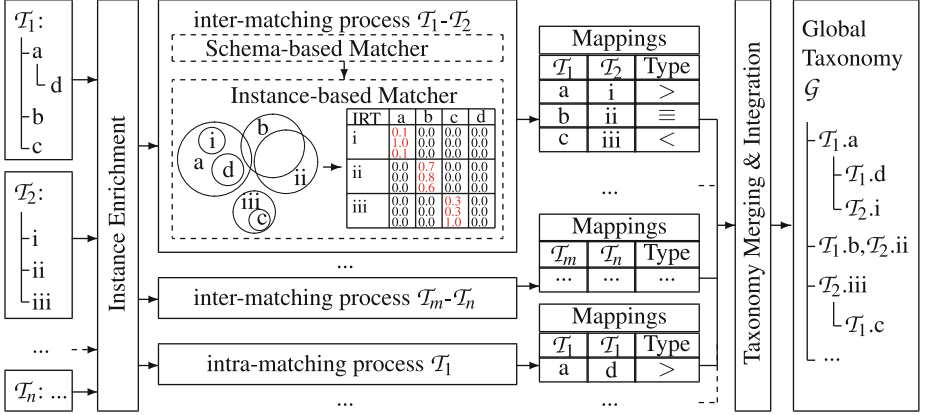 𝒯1:
a
d
b
c
𝒯2:
i
ii
iii
...
𝒯n: ...
Instance Enrichment
inter-matching process 𝒯1-𝒯2
Schema-based Matcher
Instance-based Matcher
i
a
d
b
ii
iii
c
IRT a b c d
i
0.1 0.0 0.0 0.0
1.0 0.0 0.0 0.0
0.1 0.0 0.0 0.0
ii
0.0 0.7 0.0 0.0
0.0 0.8 0.0 0.0
0.0 0.6 0.0 0.0
iii
0.0 0.0 0.3 0.0
0.0 0.0 0.3 0.0
0.0 0.0 1.0 0.0
...
inter-matching process 𝒯m-𝒯n
...
intra-matching process 𝒯1
...
Mappings
𝒯1 𝒯2 Type
a i >
b ii ≡
c iii <
...
Mappings
𝒯m 𝒯n Type
... ... ...
Mappings
𝒯1 𝒯1 Type
a d >
...
Taxonomy Merging & Integration
Global
Taxonomy
𝒢
𝒯1.a
𝒯1.d
𝒯2.i
𝒯1.b,𝒯2.ii
𝒯2.iii
𝒯1.c
...